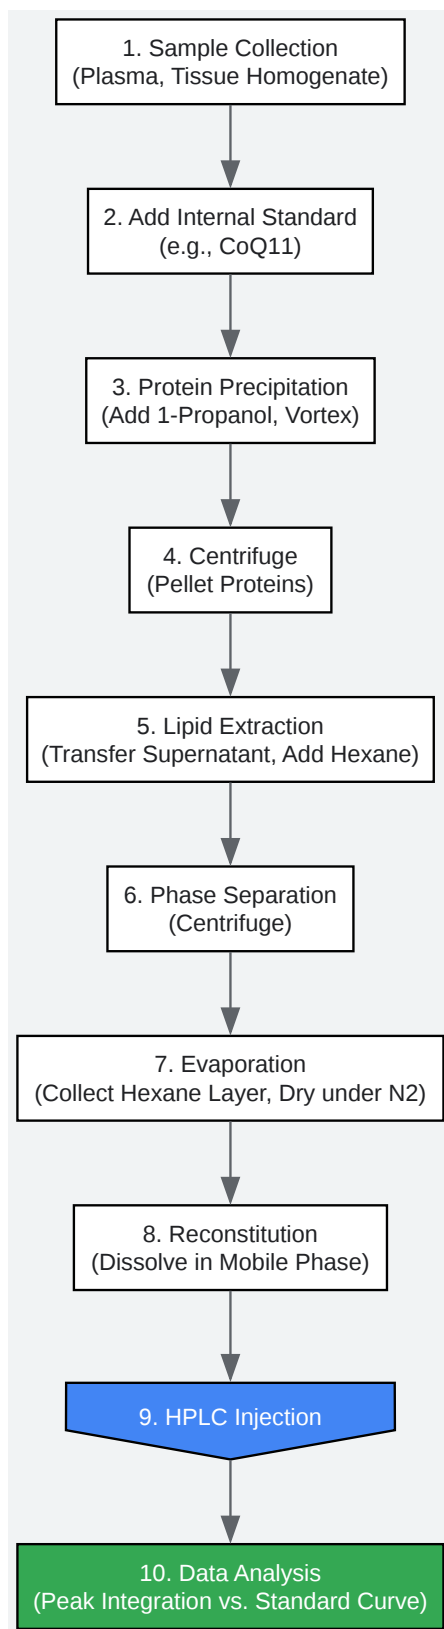 1. Sample Collection
(Plasma, Tissue Homogenate)
2. Add Internal Standard
(e.g., CoQ11)
3. Protein Precipitation
(Add 1-Propanol, Vortex)
4. Centrifuge
(Pellet Proteins)
5. Lipid Extraction
(Transfer Supernatant, Add Hexane)
6. Phase Separation
(Centrifuge)
7. Evaporation
(Collect Hexane Layer, Dry under N2)
8. Reconstitution
(Dissolve in Mobile Phase)
9. HPLC Injection
10. Data Analysis
(Peak Integration vs. Standard Curve)